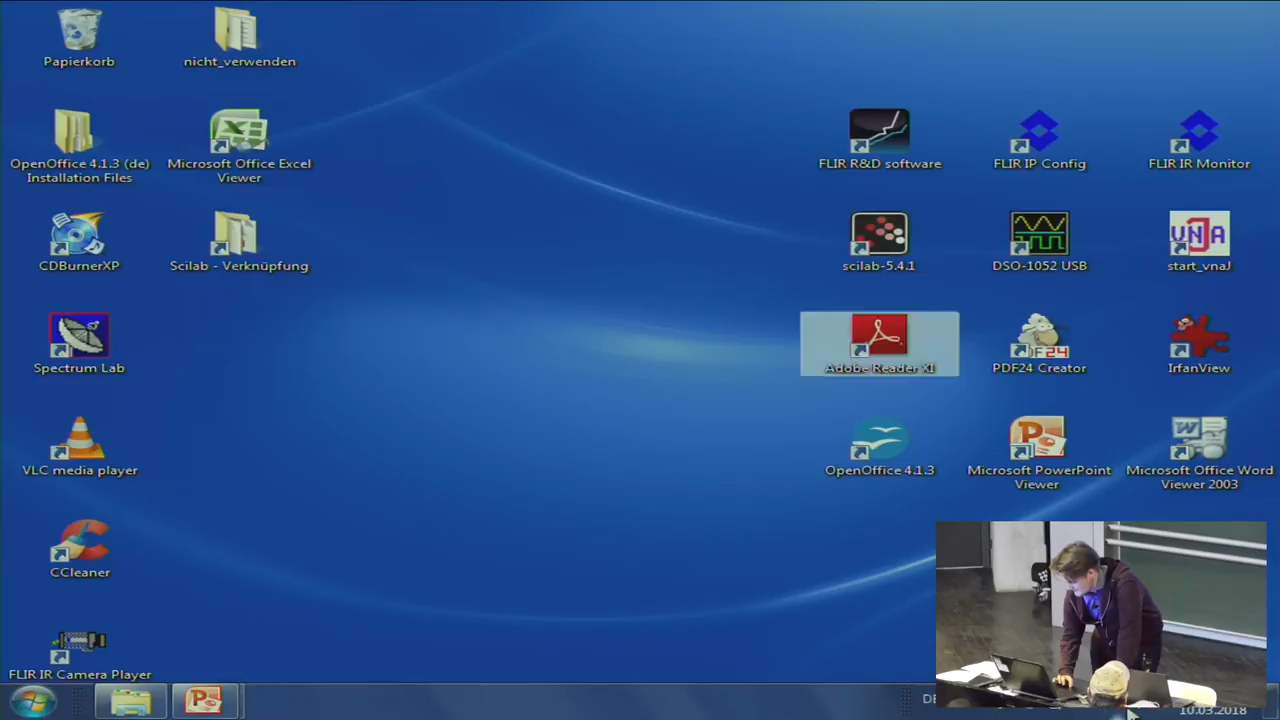 Papierkorb
nicht_verwenden
OpenOffice 4.1.3 (de)
Installation Files
Microsoft Office Excel
Viewer
FLIR R&D software
FLIR IP Config
FLIR IR Monitor
CDBurnerXP
Scilab - Verknüpfung
scilab-5.4.1
DSO-1052 USB
start_vnaJ
Spectrum Lab
Adobe Reader XI
PDF24 Creator
IrfanView
VLC media player
OpenOffice 4.1.3
Microsoft PowerPoint
Viewer
Microsoft Office Word
Viewer 2003
CCleaner
FLIR IR Camera Player
DE
10.03.2018